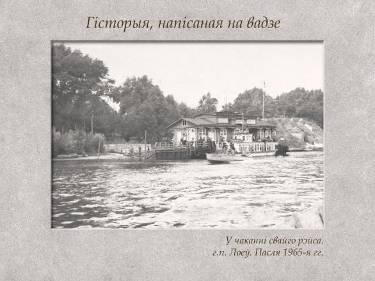 Гісторыя, напісаная на вадзе
У чаканні свайго рэйса.
г.п. Лоеў. Пасля 1965-х гг.